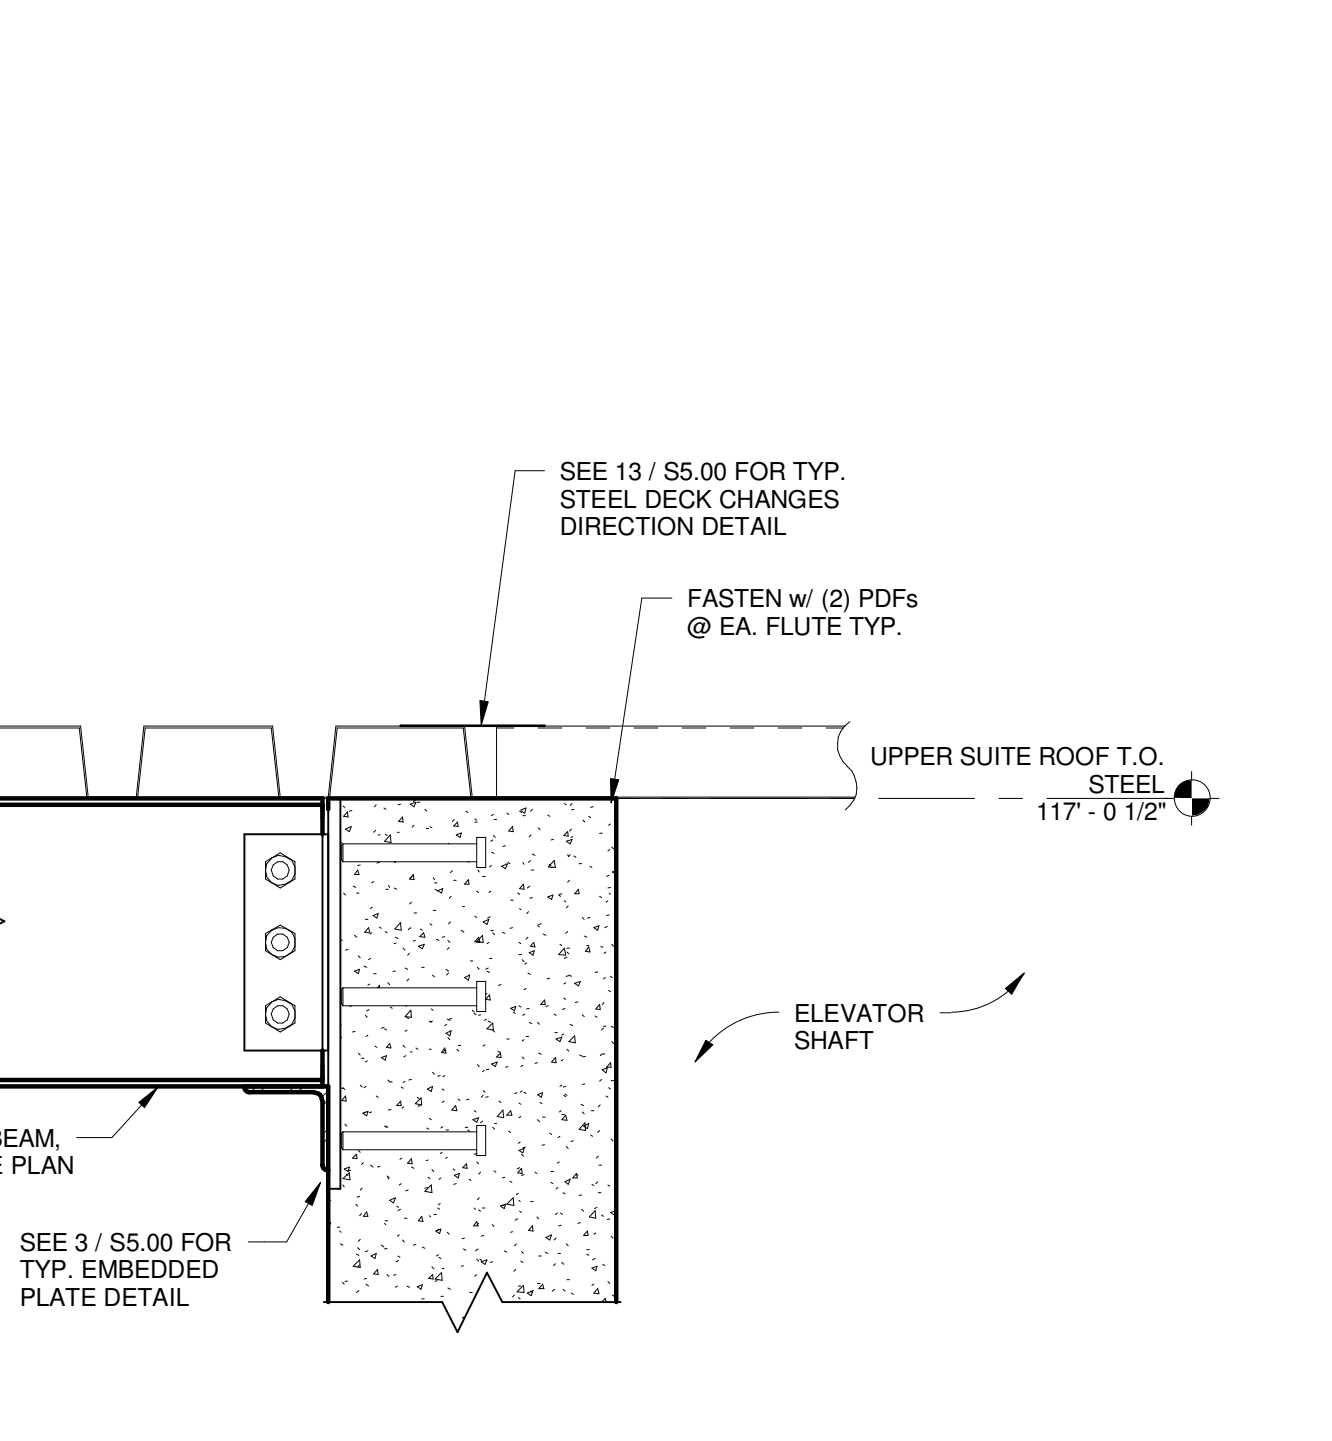 SEE 13 / S5.00 FOR TYP.
STEEL DECK CHANGES
DIRECTION DETAIL
FASTEN w/ (2) PDFs
@ EA. FLUTE TYP.
UPPER SUITE ROOF T.O.
STEEL
117' - 0 1/2"
ELEVATOR
SHAFT
BEAM,
E PLAN
SEE 3 / S5.00 FOR
TYP. EMBEDDED
PLATE DETAIL